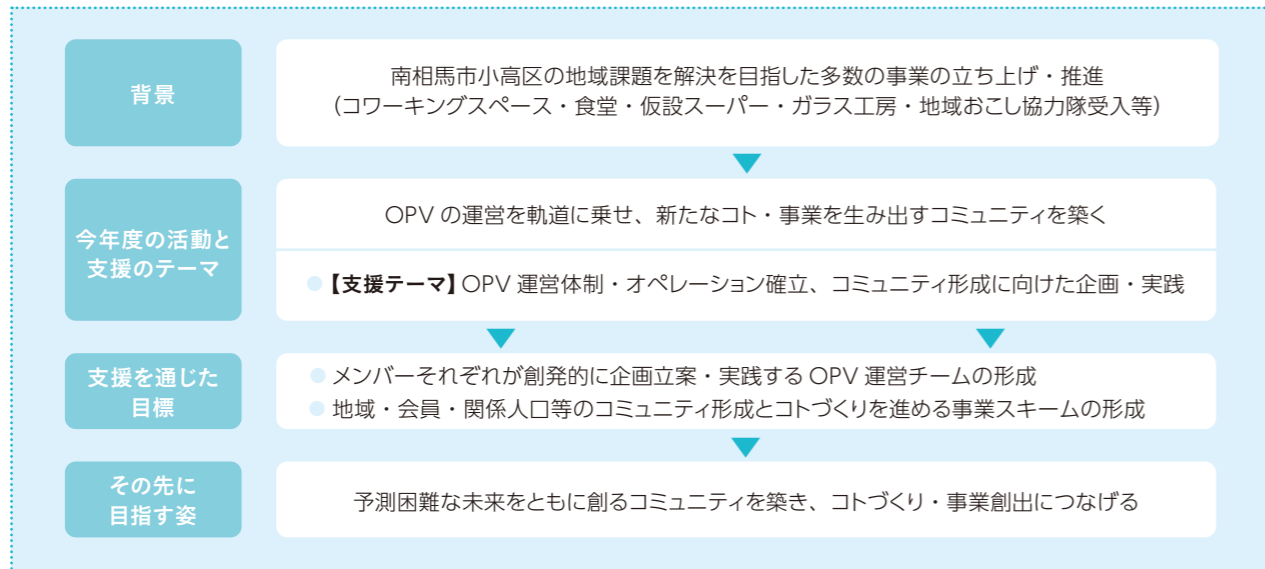 背景
南相馬市小高区の地域課題を解決を目指した多数の事業の立ち上げ・推進
（コワーキングスペース・食堂・仮設スーパー・ガラス工房・地域おこし協力隊受入等）
今年度の活動と
支援のテーマ
OPV の運営を軌道に乗せ、新たなコト・事業を生み出すコミュニティを築く
●【支援テーマ】OPV 運営体制・オペレーション確立、コミュニティ形成に向けた企画・実践
支援を通じた
目標
● メンバーそれぞれが創発的に企画立案・実践する OPV 運営チームの形成
● 地域・会員・関係人口等のコミュニティ形成とコトづくりを進める事業スキームの形成
その先に
目指す姿
予測困難な未来をともに創るコミュニティを築き、コトづくり・事業創出につなげる